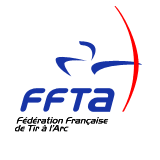 FFTa
Fédération Française
de Tir à l'Arc